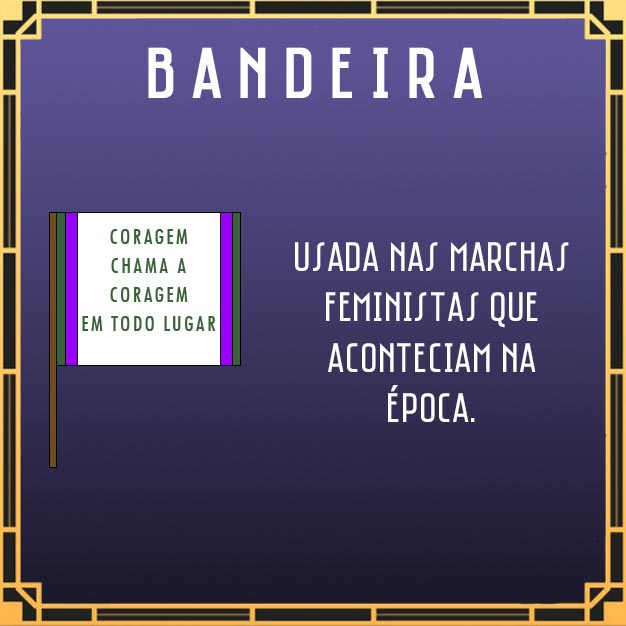 BANDEIRA
CORAGEM
CHAMA A
CORAGEM
EM TODO LUGAR
USADA NAS MARCHAS
FEMINISTAS QUE
ACONTECIAM NA
ÉPOCA.